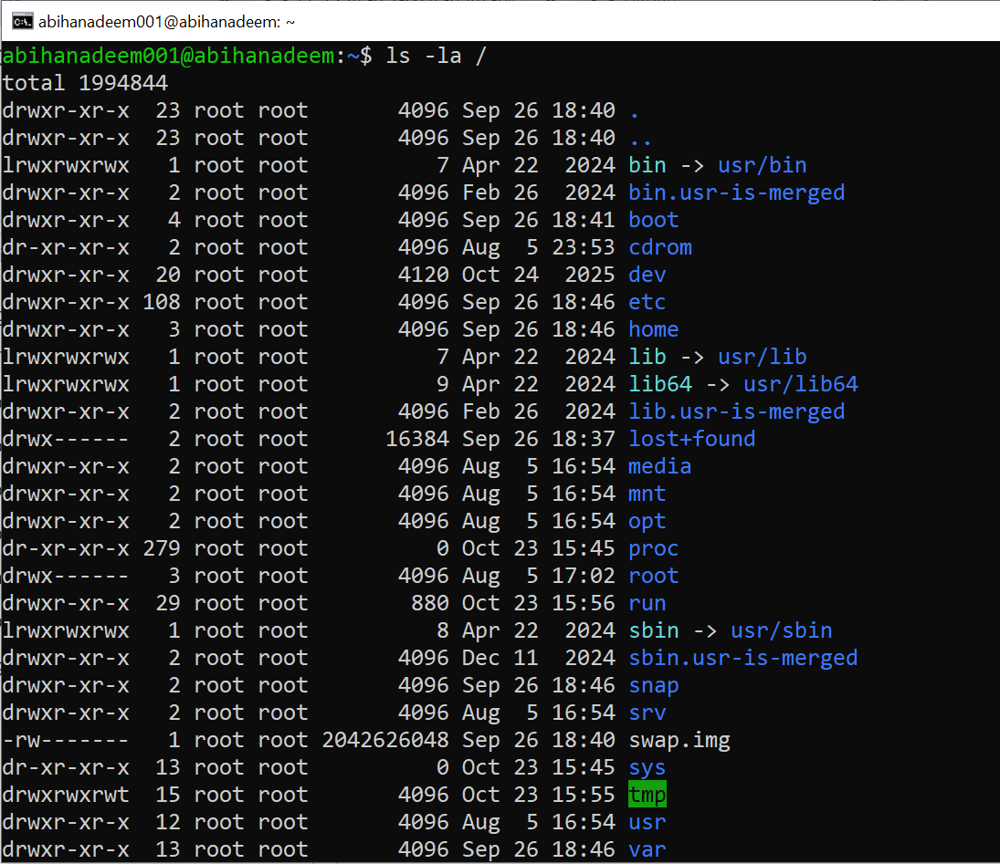 abihanadeem001@abihanadeem: ~
abihanadeem001@abihanadeem:~$ ls -la /
total 1994844
drwxr-xr-x  23 root root       4096 Sep 26 18:40 .
drwxr-xr-x  23 root root       4096 Sep 26 18:40 ..
lrwxrwxrwx   1 root root          7 Apr 22  2024 bin -> usr/bin
drwxr-xr-x   2 root root       4096 Feb 26  2024 bin.usr-is-merged
drwxr-xr-x   4 root root       4096 Sep 26 18:41 boot
dr-xr-xr-x   2 root root       4096 Aug  5 23:53 cdrom
drwxr-xr-x  20 root root       4120 Oct 24  2025 dev
drwxr-xr-x 108 root root       4096 Sep 26 18:46 etc
drwxr-xr-x   3 root root       4096 Sep 26 18:46 home
lrwxrwxrwx   1 root root          7 Apr 22  2024 lib -> usr/lib
lrwxrwxrwx   1 root root          9 Apr 22  2024 lib64 -> usr/lib64
drwxr-xr-x   2 root root       4096 Feb 26  2024 lib.usr-is-merged
drwx------   2 root root      16384 Sep 26 18:37 lost+found
drwxr-xr-x   2 root root       4096 Aug  5 16:54 media
drwxr-xr-x   2 root root       4096 Aug  5 16:54 mnt
drwxr-xr-x   2 root root       4096 Aug  5 16:54 opt
dr-xr-xr-x 279 root root          0 Oct 23 15:45 proc
drwx------   3 root root       4096 Aug  5 17:02 root
drwxr-xr-x  29 root root        880 Oct 23 15:56 run
lrwxrwxrwx   1 root root          8 Apr 22  2024 sbin -> usr/sbin
drwxr-xr-x   2 root root       4096 Dec 11  2024 sbin.usr-is-merged
drwxr-xr-x   2 root root       4096 Sep 26 18:46 snap
drwxr-xr-x   2 root root       4096 Aug  5 16:54 srv
-rw-------   1 root root 2042626048 Sep 26 18:40 swap.img
dr-xr-xr-x  13 root root          0 Oct 23 15:45 sys
drwxrwxrwt  15 root root       4096 Oct 23 15:55 tmp
drwxr-xr-x  12 root root       4096 Aug  5 16:54 usr
drwxr-xr-x  13 root root       4096 Sep 26 18:46 var